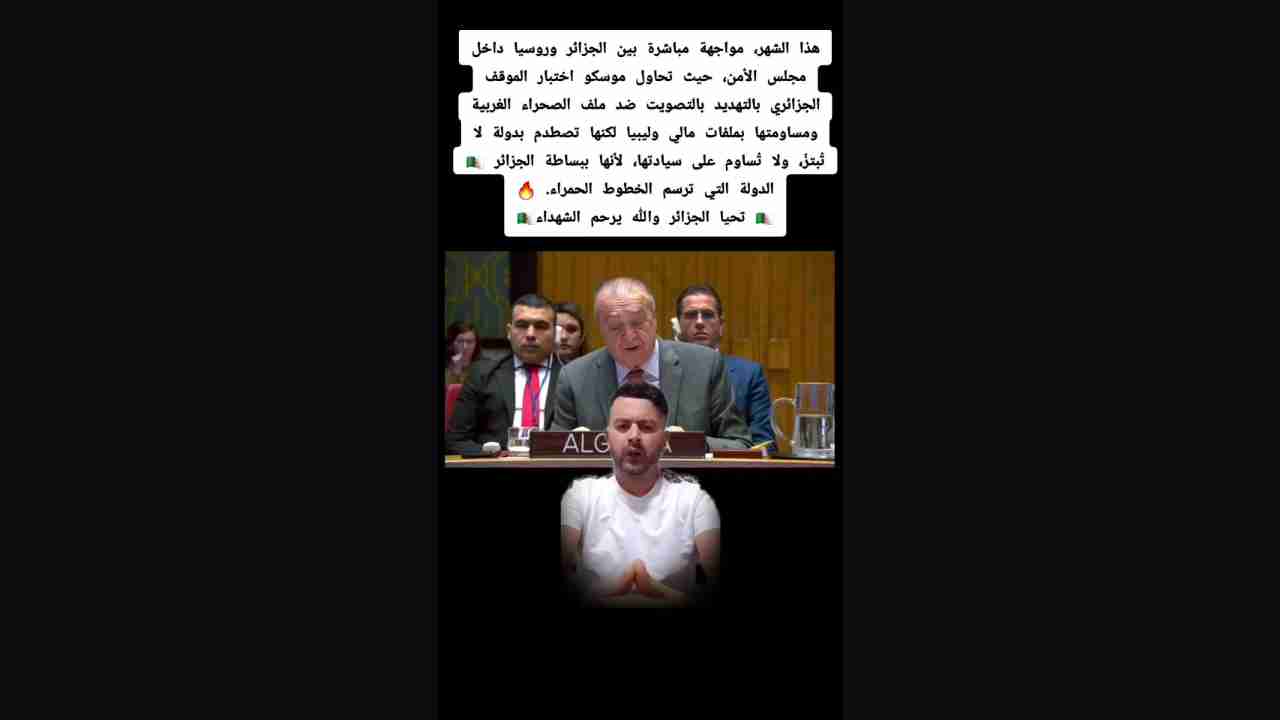 هذا الشهر، مواجهة مباشرة بين الجزائر وروسيا داخل
مجلس الأمن، حيث تحاول موسكو اختبار الموقف
الجزائري بالتهديد بالتصويت ضد ملف الصحراء الغربية
ومساومتها بملفات مالي وليبيا لكنها تصطدم بدولة لا
تُبتزّ، ولا تُساوم على سيادتها، لأنها ببساطة الجزائر 🇩🇿
الدولة التي ترسم الخطوط الحمراء. 🔥
🇩🇿 تحيا الجزائر والله يرحم الشهداء 🇩🇿